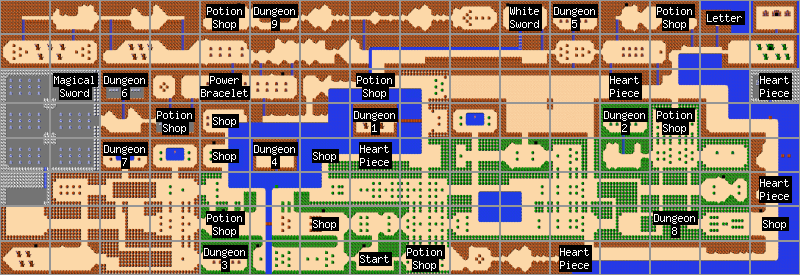 Potion
Shop
Dungeon
9
White
Sword
Dungeon
5
Potion
Shop
Letter
Magical
Sword
Dungeon
6
Power
Bracelet
Potion
Shop
Heart
Piece
Heart
Piece
Potion
Shop
Shop
Dungeon
1
Dungeon
2
Potion
Shop
Dungeon
7
Shop
Dungeon
4
Shop
Heart
Piece
Heart
Piece
Potion
Shop
Shop
Dungeon
8
Shop
Dungeon
3
Start
Potion
Shop
Heart
Piece